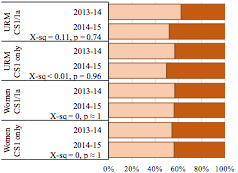 URM
CS1/1a
2013-14
2014-15
X-sq = 0.11, p = 0.74
URM
CS1 only
2013-14
2014-15
X-sq < 0.01, p = 0.96
Women
CS1/1a
2013-14
2014-15
X-sq = 0, p ≈ 1
Women
CS1 only
2013-14
2014-15
X-sq = 0, p ≈ 1
0% 20% 40% 60% 80% 100%